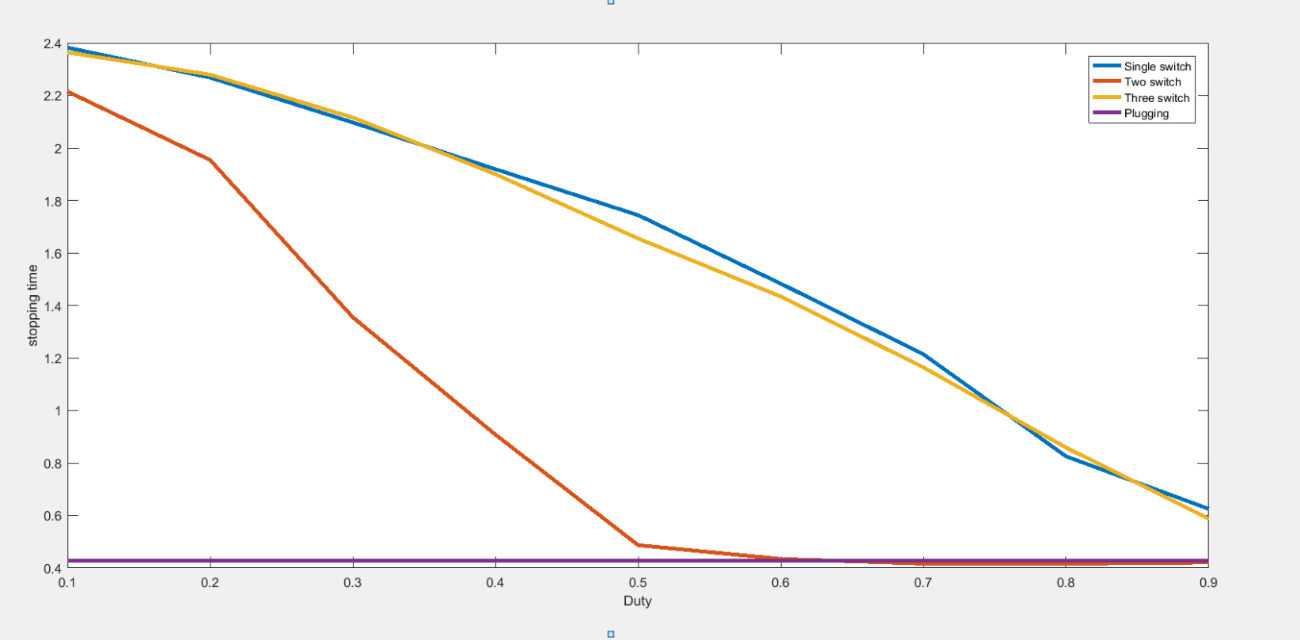 2.4
2.2
2
1.8
1.6
1.4
1.2
1
0.8
0.6
0.4
stopping time
0.1 0.2 0.3 0.4 0.5 0.6 0.7 0.8 0.9
Duty
Single switch
Two switch
Three switch
Plugging